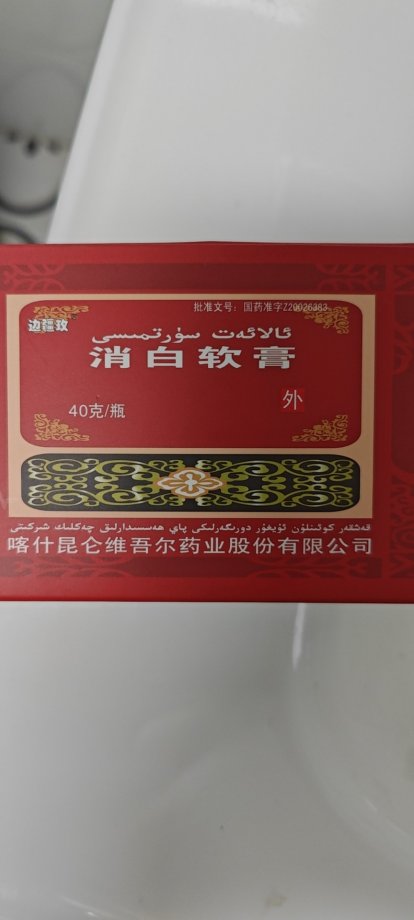 批准文号：国药准字Z20026383
边疆玫
ئالائەت سۈرتمىسى
消白软膏
40克/瓶
外
قەشقەر كوئىنلۇن ئۇيغۇر دورىگەرلىكى پاي ھەسسىدارلىق چەكلىك شىركىتى
喀什昆仑维吾尔药业股份有限公司